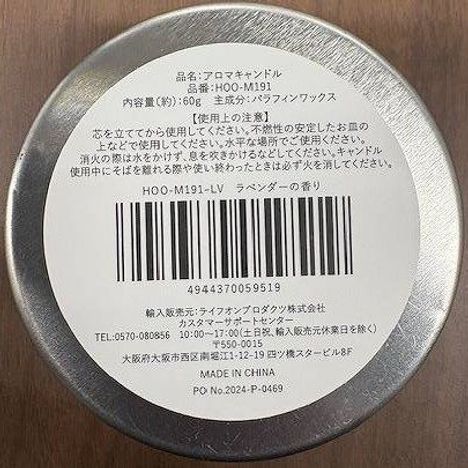 品名：アロマキャンドル
品番：HOO-M191
内容量(約)：60g　主成分：パラフィンワックス
【使用上の注意】
芯を立ててから使用してください。不燃性の安定したお皿の
上などで使用してください。水平な場所でご使用ください。
消火の際は水をかけず、息を吹きかけるなどしてください。キャンドル
使用中にそばを離れる際や使い終わったときは必ず火を消してください。
HOO-M191-LV　ラベンダーの香り
4944370059519
輸入販売元：ライフオンプロダクツ株式会社
カスタマーサポートセンター
TEL:0570-080856　10:00～17:00(土日祝、輸入販売元休業日を除く)
〒550-0015
大阪府大阪市西区南堀江1-12-19 四ツ橋スタービル8F
MADE IN CHINA
PO No.2024-P-0469